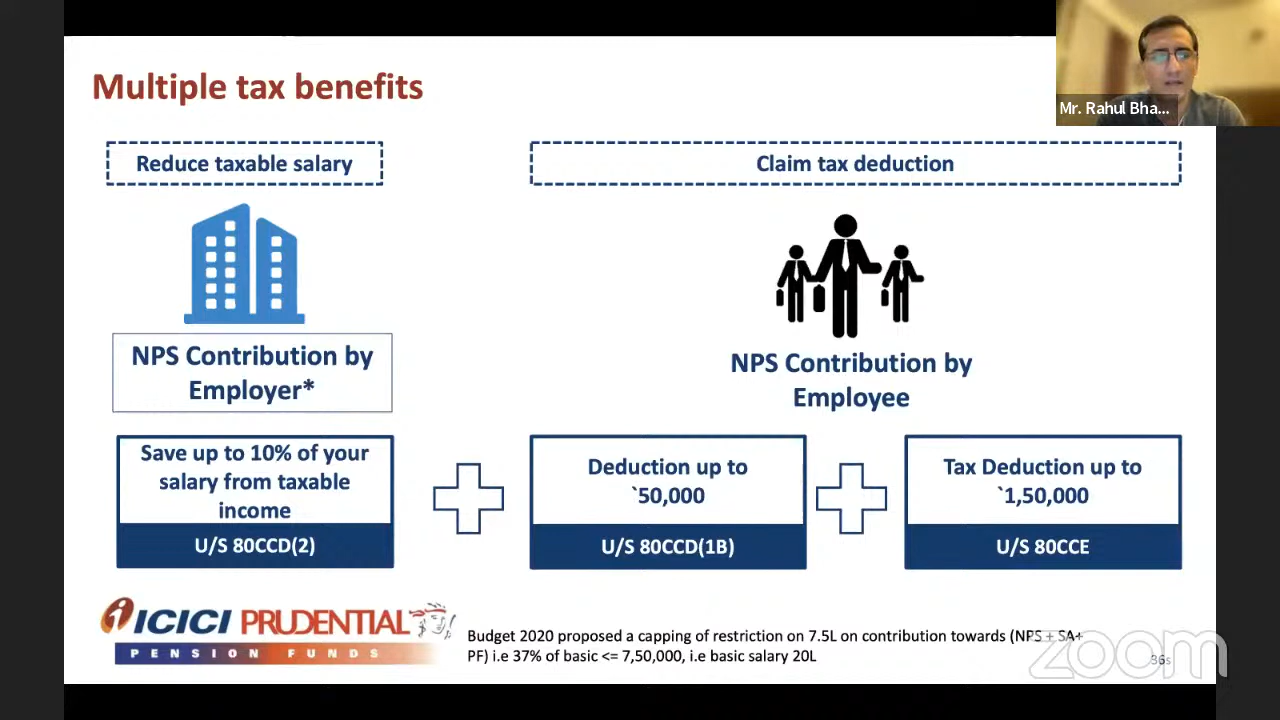 Multiple tax benefits
Mr. Rahul Bha...
Reduce taxable salary
Claim tax deduction
NPS Contribution by
Employer*
NPS Contribution by
Employee
Save up to 10% of your
salary from taxable
income
U/S 80CCD(2)
Deduction up to
`50,000
U/S 80CCD(1B)
Tax Deduction up to
`1,50,000
U/S 80CCE
ICICI PRUDENTIAL
PENSION FUNDS
Budget 2020 proposed a capping of restriction on 7.5L on contribution towards (NPS + SA+
PF) i.e 37% of basic <= 7,50,000, i.e basic salary 20L
zoom